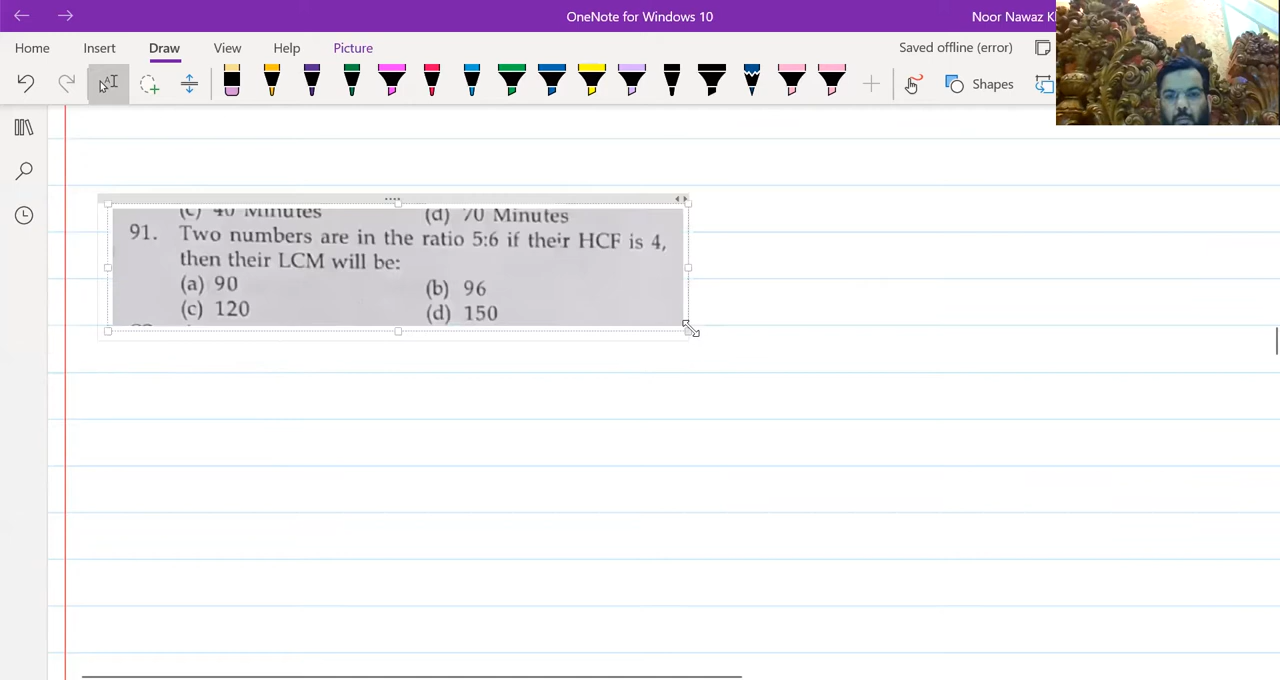 OneNote for Windows 10
Noor Nawaz K
Home Insert Draw View Help Picture
Saved offline (error)
Shapes
(c) 40 Minutes (d) 70 Minutes
91. Two numbers are in the ratio 5:6 if their HCF is 4,
then their LCM will be:
(a) 90 (b) 96
(c) 120 (d) 150